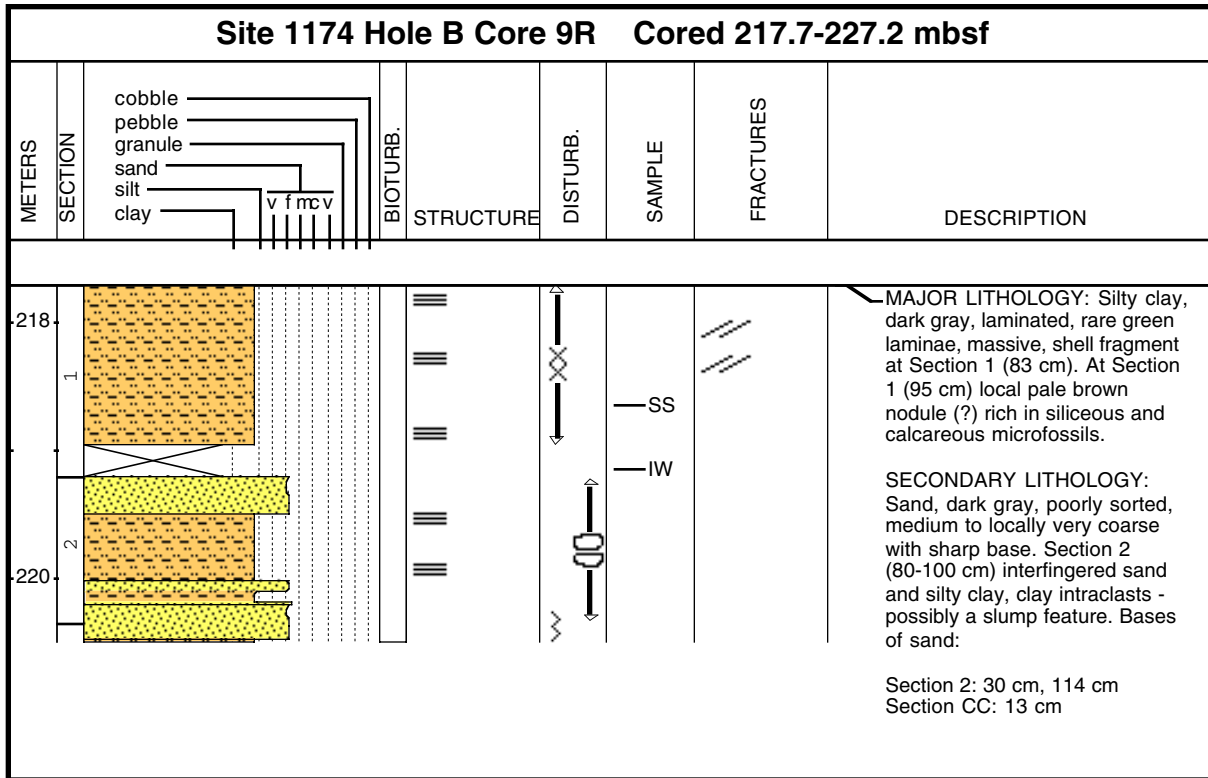 Site 1174 Hole B Core 9R Cored 217.7-227.2 mbsf
METERS
SECTION
cobble
pebble
granule
sand
silt
clay
v f m c v
BIOTURB.
STRUCTURE
DISTURB.
SAMPLE
FRACTURES
DESCRIPTION
218
220
1
2
SS
IW
MAJOR LITHOLOGY: Silty clay,
dark gray, laminated, rare green
laminae, massive, shell fragment
at Section 1 (83 cm). At Section
1 (95 cm) local pale brown
nodule (?) rich in siliceous and
calcareous microfossils.
SECONDARY LITHOLOGY:
Sand, dark gray, poorly sorted,
medium to locally very coarse
with sharp base. Section 2
(80-100 cm) interfingered sand
and silty clay, clay intraclasts -
possibly a slump feature. Bases
of sand:
Section 2: 30 cm, 114 cm
Section CC: 13 cm